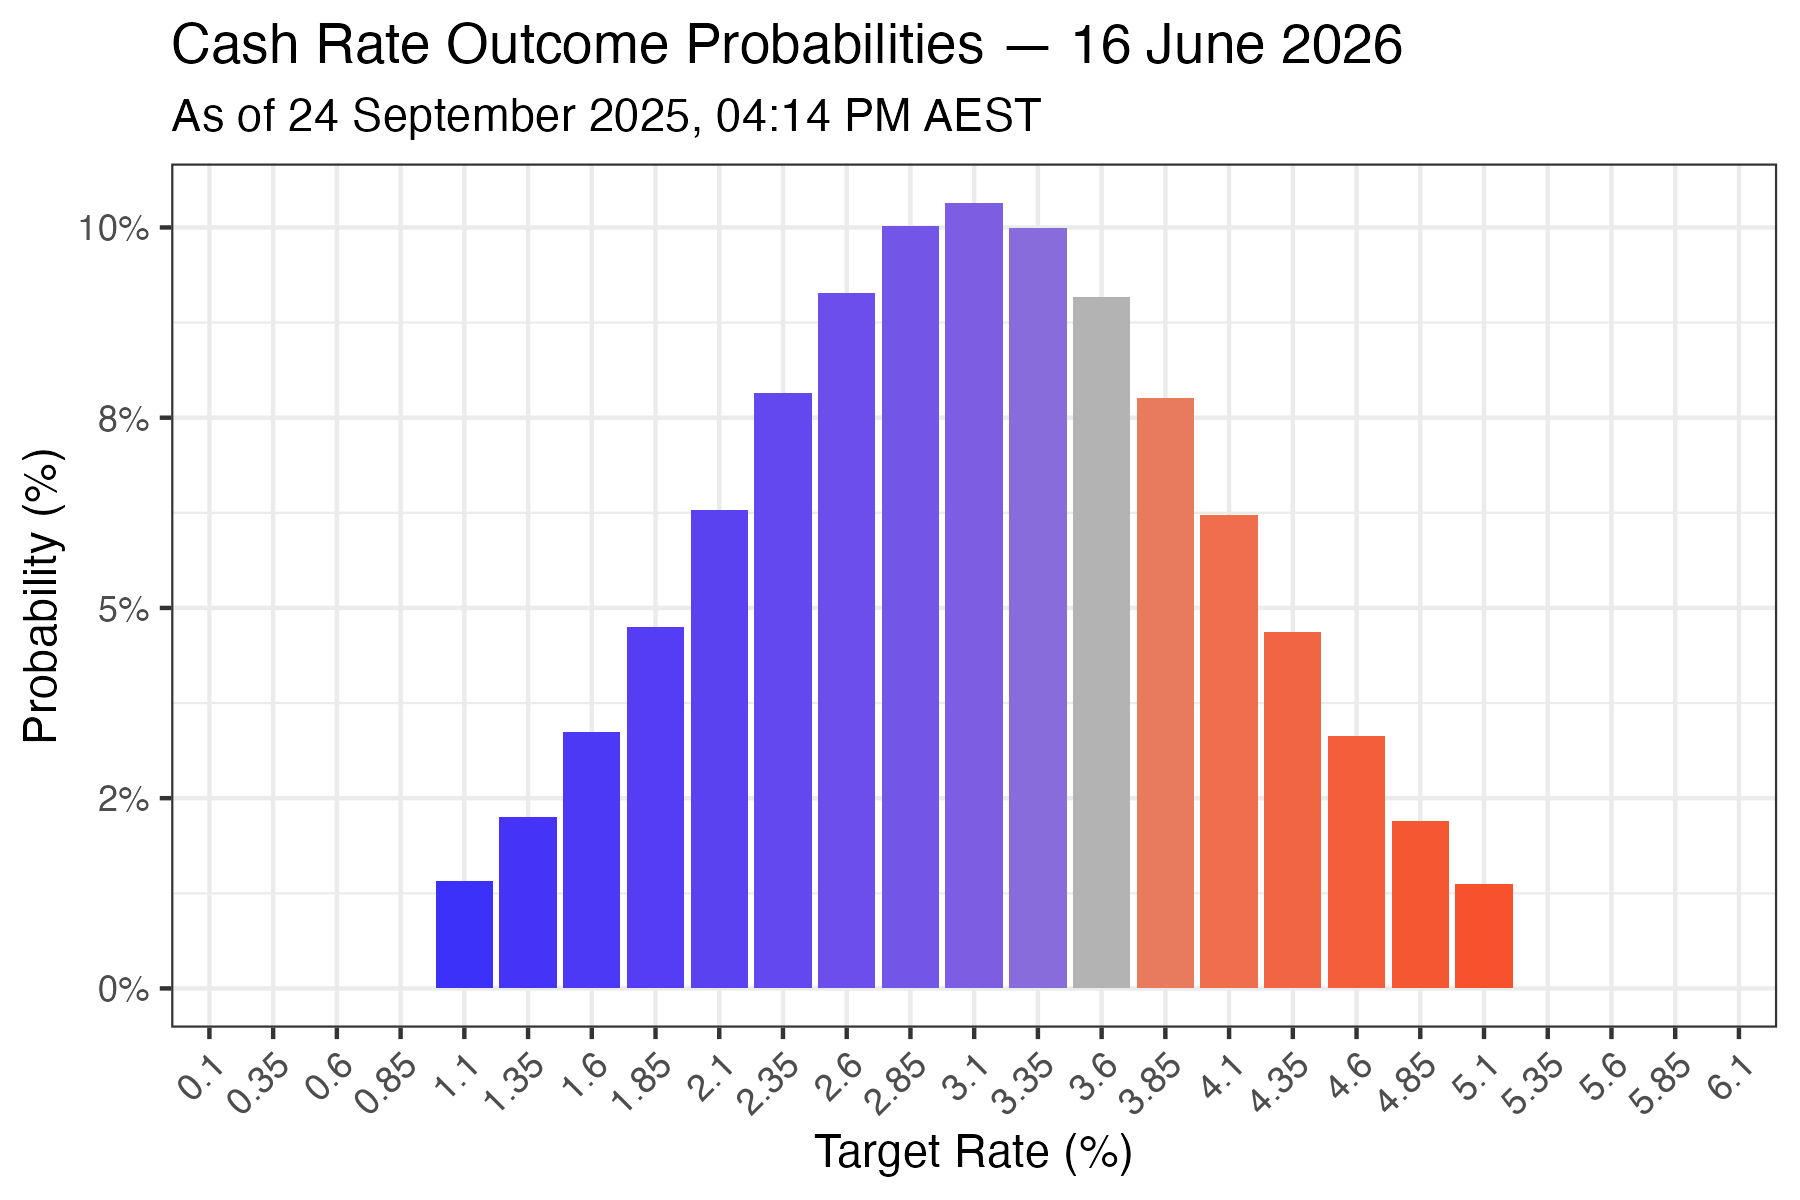 Cash Rate Outcome Probabilities — 16 June 2026
As of 24 September 2025, 04:14 PM AEST
Probability (%)
10%
8%
5%
2%
0%
0.1 0.35 0.6 0.85 1.1 1.35 1.6 1.85 2.1 2.35 2.6 2.85 3.1 3.35 3.6 3.85 4.1 4.35 4.6 4.85 5.1 5.35 5.6 5.85 6.1
Target Rate (%)